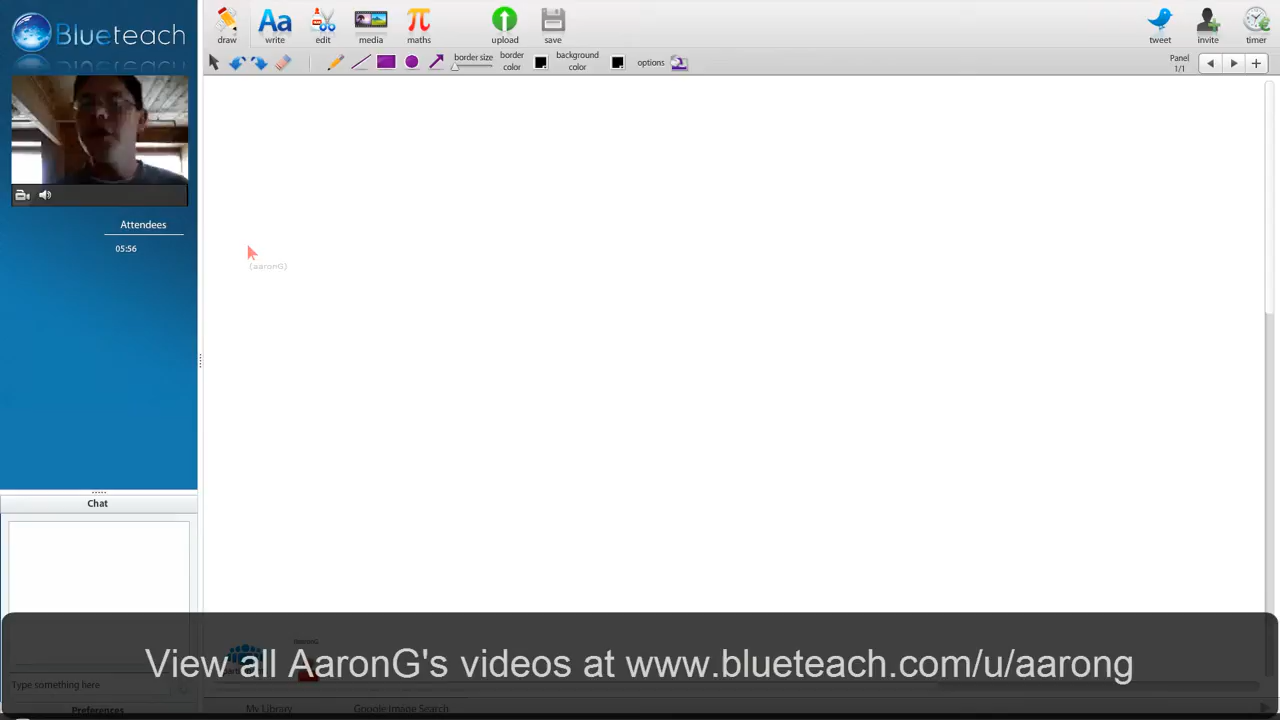 Blueteach
draw
write
edit
media
maths
upload
save
tweet
invite
timer
border size
border color
background color
options
Panel
1/1
Attendees
05:56
(aaronG)
Chat
View all AaronG's videos at www.blueteach.com/u/aarong
Type something here
Preferences
My Library
Google Image Search